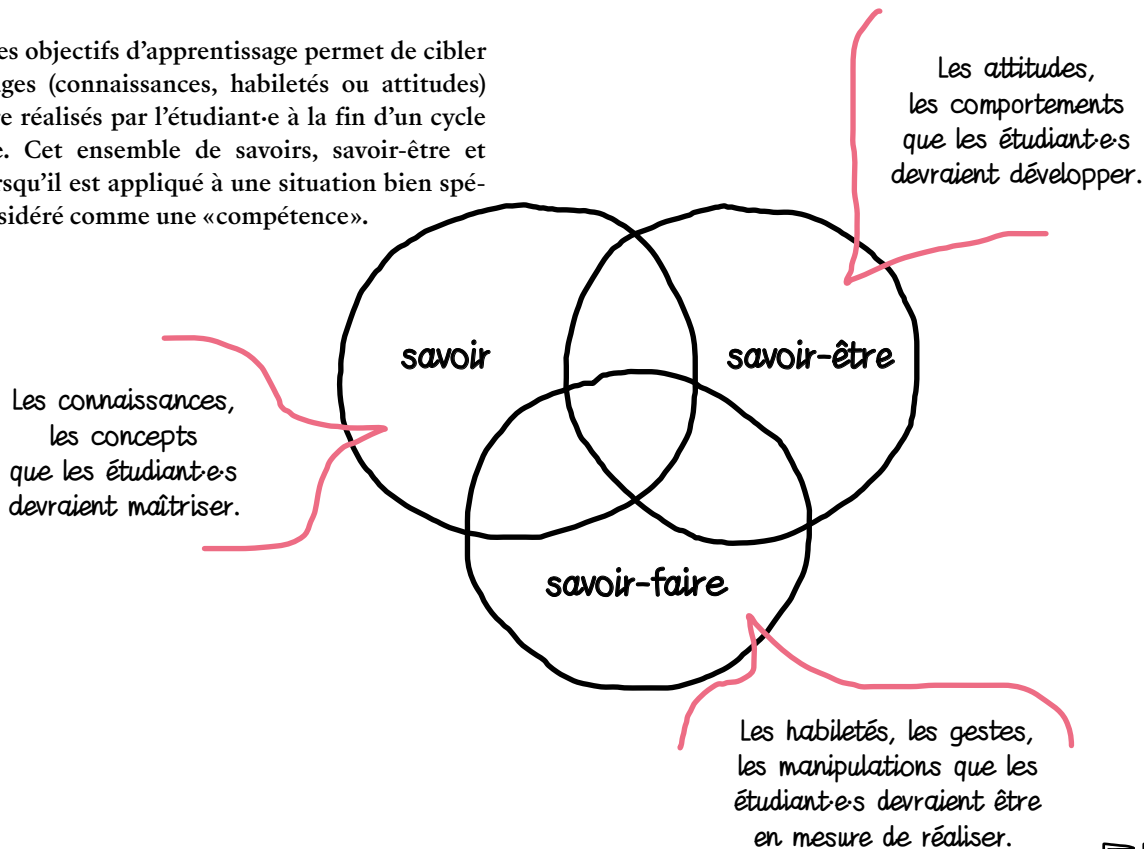 es objectifs d'apprentissage permet de cibler
ges (connaissances, habiletés ou attitudes)
e réalisés par l'étudiant·e à la fin d'un cycle
e. Cet ensemble de savoirs, savoir-être et
rsqu'il est appliqué à une situation bien spé-
sidéré comme une «compétence».
Les attitudes,
les comportements
que les étudiant·e·s
devraient développer.
savoir
savoir-être
Les connaissances,
les concepts
que les étudiant·e·s
devraient maîtriser.
savoir-faire
Les habiletés, les gestes,
les manipulations que les
étudiant·e·s devraient être
en mesure de réaliser.